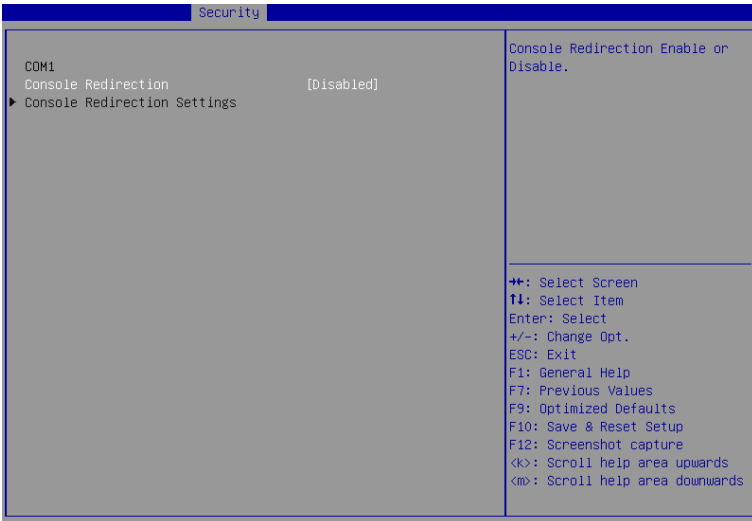 Security
COM1
Console Redirection [Disabled]
▶ Console Redirection Settings
Console Redirection Enable or
Disable.
→←: Select Screen
↑↓: Select Item
Enter: Select
+/-: Change Opt.
ESC: Exit
F1: General Help
F7: Previous Values
F9: Optimized Defaults
F10: Save & Reset Setup
F12: Screenshot capture
<k>: Scroll help area upwards
<m>: Scroll help area downwards